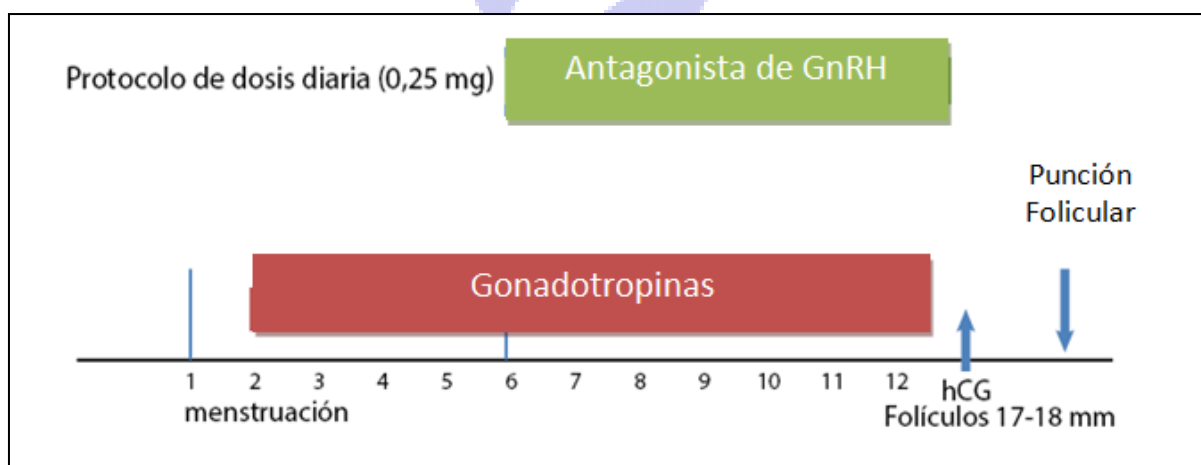 Antagonista de GnRH
Protocolo de dosis diaria (0,25 mg)
Punción
Folicular
Gonadotropinas
1 2 3 4 5 6 7 8 9 10 11 12
menstruación
hCG
Folículos 17-18 mm